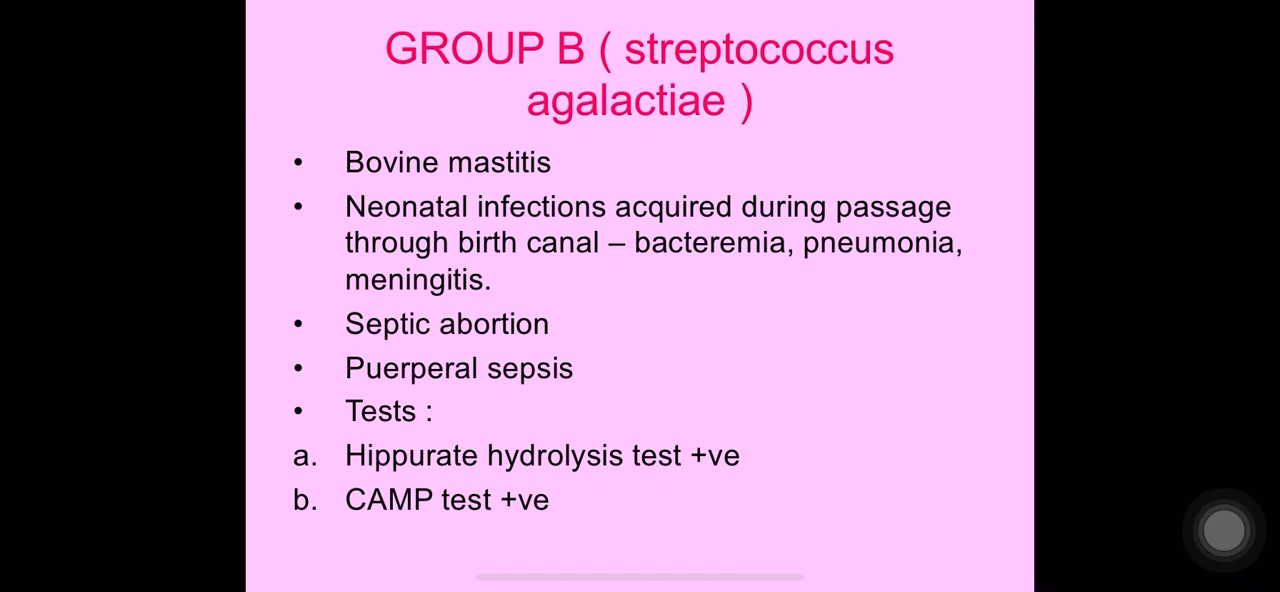 GROUP B ( streptococcus
agalactiae )
• Bovine mastitis
• Neonatal infections acquired during passage
through birth canal – bacteremia, pneumonia,
meningitis.
• Septic abortion
• Puerperal sepsis
• Tests :
a. Hippurate hydrolysis test +ve
b. CAMP test +ve